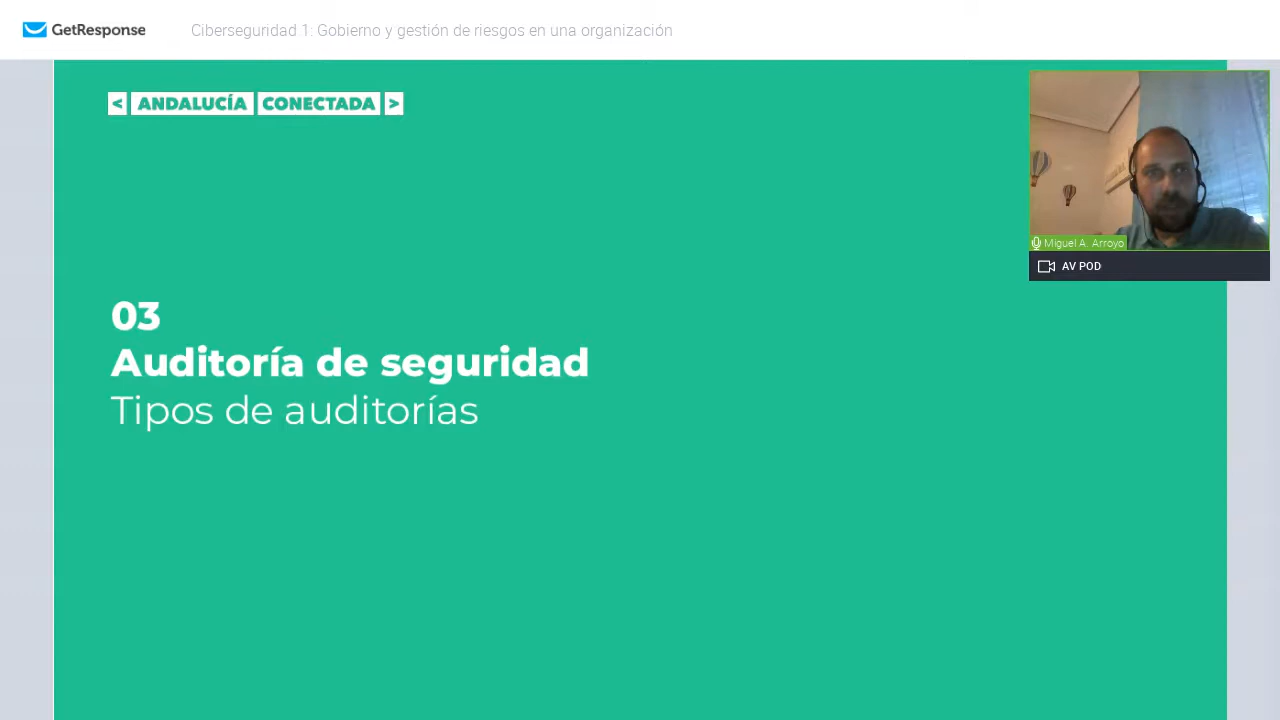 GetResponse
Ciberseguridad 1: Gobierno y gestión de riesgos en una organización
< ANDALUCÍA CONECTADA >
Miguel A. Arroyo
AV POD
03
Auditoría de seguridad
Tipos de auditorías